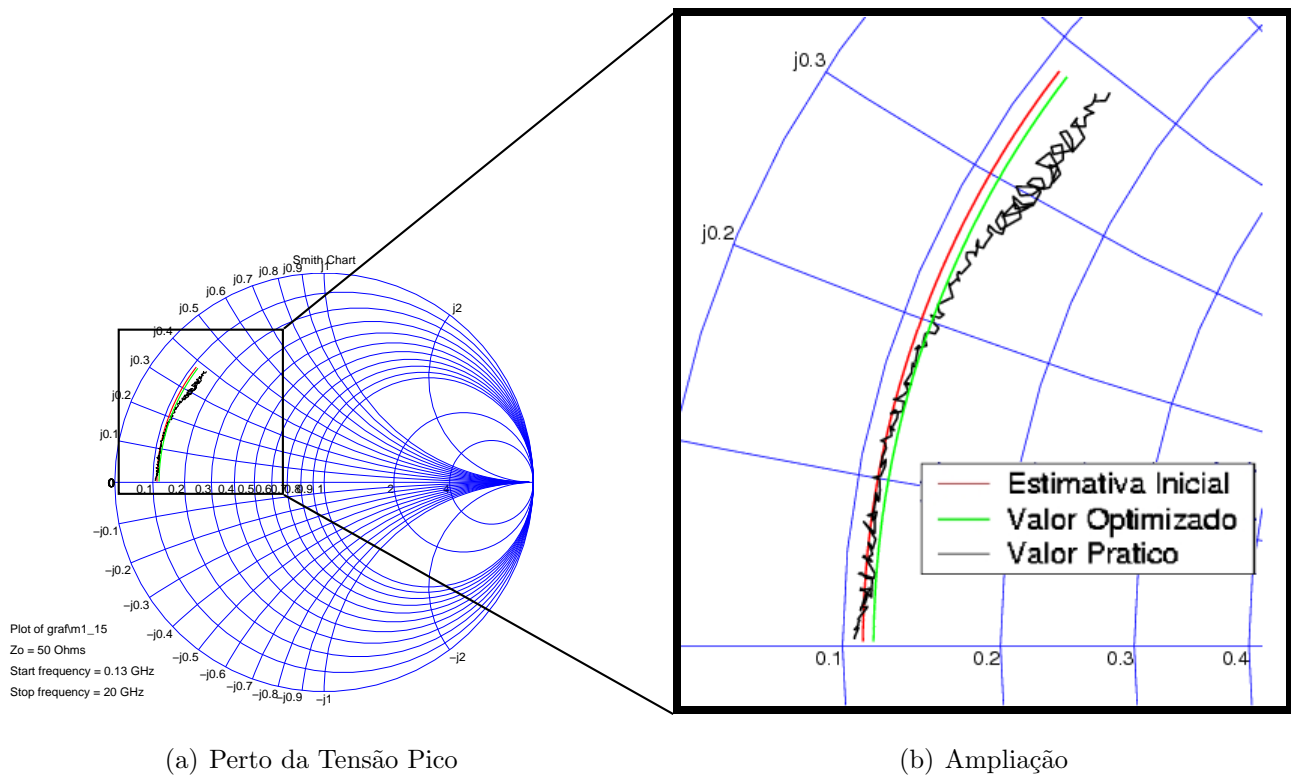 Smith Chart
j0.1
j0.2
j0.3
j0.4
j0.5
j0.6
j0.7
j0.8
j0.9
j1
j2
0
0.1
0.2
0.3
0.4
0.5
0.6
0.7
0.8
0.9
1
2
–j0.1
–j0.2
–j0.3
–j0.4
–j0.5
–j0.6
–j0.7
–j0.8
–j0.9
–j1
–j2
Plot of graf\m1_15
Zo = 50 Ohms
Start frequency = 0.13 GHz
Stop frequency = 20 GHz
(a) Perto da Tensão Pico
j0.3
j0.2
Estimativa Inicial
Valor Optimizado
Valor Pratico
0.1
0.2
0.3
0.4
(b) Ampliação